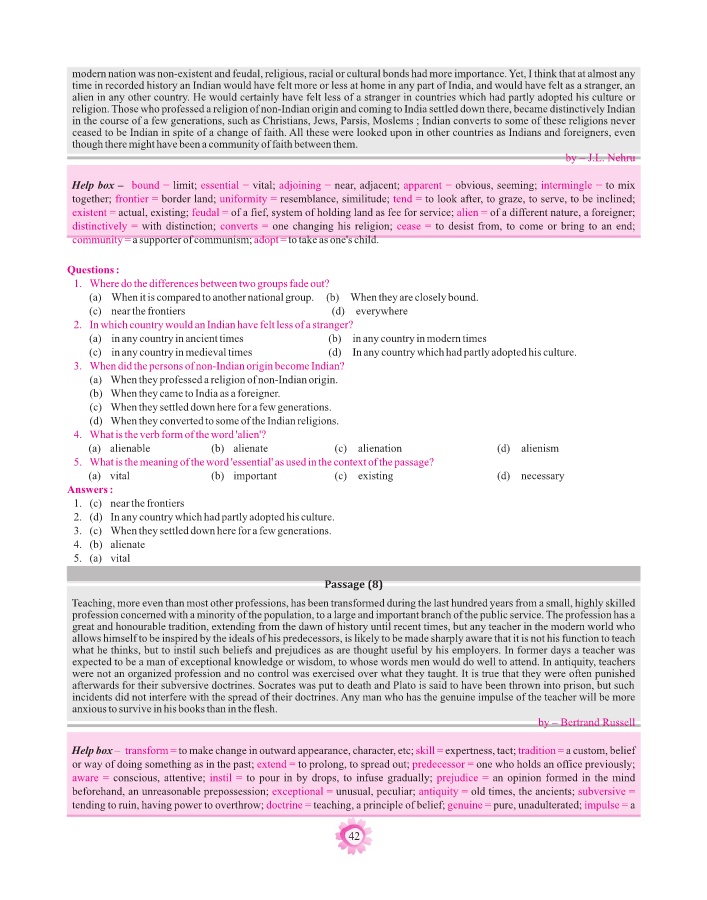 modern nation was non-existent and feudal, religious, racial or cultural bonds had more importance. Yet, I think that at almost any
time in recorded history an Indian would have felt more or less at home in any part of India, and would have felt as a stranger, an
alien in any other country. He would certainly have felt less of a stranger in countries which had partly adopted his culture or
religion. Those who professed a religion of non-Indian origin and coming to India settled down there, became distinctively Indian
in the course of a few generations, such as Christians, Jews, Parsis, Moslems ; Indian converts to some of these religions never
ceased to be Indian in spite of a change of faith. All these were looked upon in other countries as Indians and foreigners, even
though there might have been a community of faith between them.
by – J.L. Nehru
Help box – bound = limit; essential = vital; adjoining = near, adjacent; apparent = obvious, seeming; intermingle = to mix
together; frontier = border land; uniformity = resemblance, similitude; tend = to look after, to graze, to serve, to be inclined;
existent = actual, existing; feudal = of a fief, system of holding land as fee for service; alien = of a different nature, a foreigner;
distinctively = with distinction; converts = one changing his religion; cease = to desist from, to come or bring to an end;
community = a supporter of communism; adopt = to take as one's child.
Questions :
1. Where do the differences between two groups fade out?
(a) When it is compared to another national group. (b) When they are closely bound.
(c) near the frontiers (d) everywhere
2. In which country would an Indian have felt less of a stranger?
(a) in any country in ancient times (b) in any country in modern times
(c) in any country in medieval times (d) In any country which had partly adopted his culture.
3. When did the persons of non-Indian origin become Indian?
(a) When they professed a religion of non-Indian origin.
(b) When they came to India as a foreigner.
(c) When they settled down here for a few generations.
(d) When they converted to some of the Indian religions.
4. What is the verb form of the word 'alien'?
(a) alienable (b) alienate (c) alienation (d) alienism
5. What is the meaning of the word 'essential' as used in the context of the passage?
(a) vital (b) important (c) existing (d) necessary
Answers :
1. (c) near the frontiers
2. (d) In any country which had partly adopted his culture.
3. (c) When they settled down here for a few generations.
4. (b) alienate
5. (a) vital
Passage (8)
Teaching, more even than most other professions, has been transformed during the last hundred years from a small, highly skilled
profession concerned with a minority of the population, to a large and important branch of the public service. The profession has a
great and honourable tradition, extending from the dawn of history until recent times, but any teacher in the modern world who
allows himself to be inspired by the ideals of his predecessors, is likely to be made sharply aware that it is not his function to teach
what he thinks, but to instil such beliefs and prejudices as are thought useful by his employers. In former days a teacher was
expected to be a man of exceptional knowledge or wisdom, to whose words men would do well to attend. In antiquity, teachers
were not an organized profession and no control was exercised over what they taught. It is true that they were often punished
afterwards for their subversive doctrines. Socrates was put to death and Plato is said to have been thrown into prison, but such
incidents did not interfere with the spread of their doctrines. Any man who has the genuine impulse of the teacher will be more
anxious to survive in his books than in the flesh.
by – Bertrand Russell
Help box – transform = to make change in outward appearance, character, etc; skill = expertness, tact; tradition = a custom, belief
or way of doing something as in the past; extend = to prolong, to spread out; predecessor = one who holds an office previously;
aware = conscious, attentive; instil = to pour in by drops, to infuse gradually; prejudice = an opinion formed in the mind
beforehand, an unreasonable prepossession; exceptional = unusual, peculiar; antiquity = old times, the ancients; subversive =
tending to ruin, having power to overthrow; doctrine = teaching, a principle of belief; genuine = pure, unadulterated; impulse = a
42